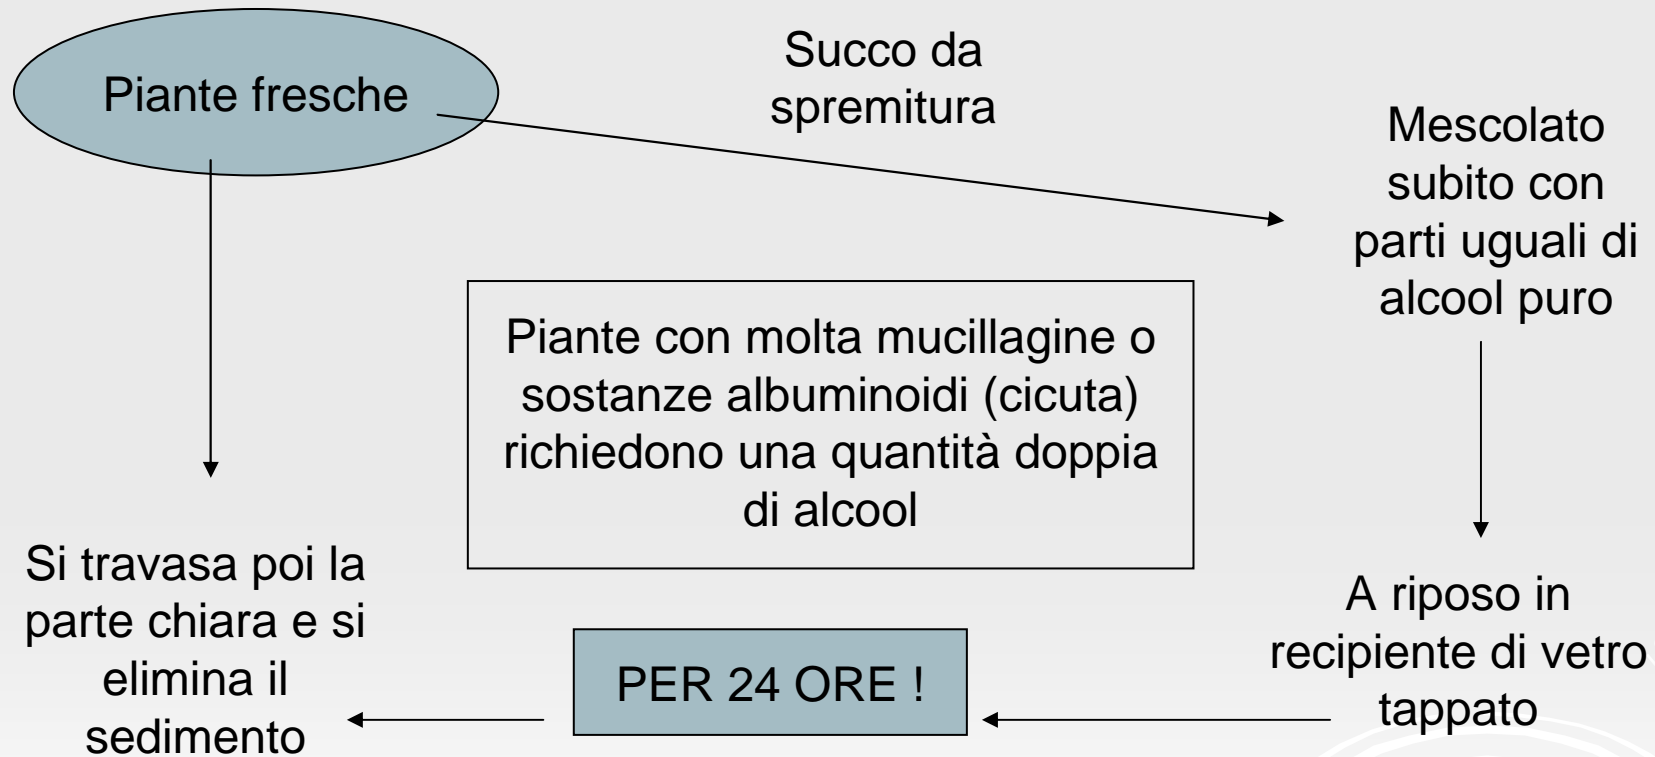 Piante fresche
Succo da
spremitura
Mescolato
subito con
parti uguali di
alcool puro
Piante con molta mucillagine o
sostanze albuminoidi (cicuta)
richiedono una quantità doppia
di alcool
A riposo in
recipiente di vetro
tappato
PER 24 ORE !
Si travasa poi la
parte chiara e si
elimina il
sedimento